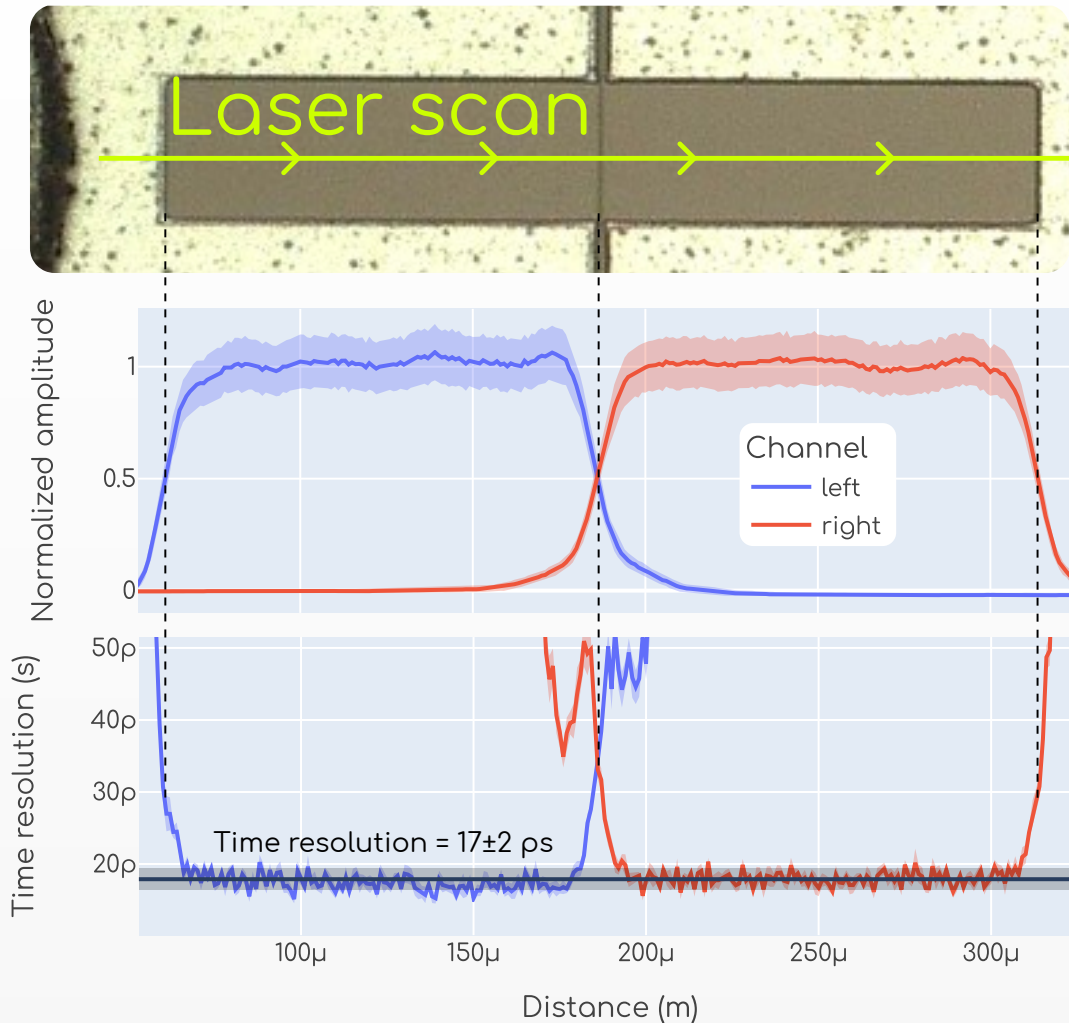 Laser scan
Normalized amplitude
1
0.5
0
Channel
left
right
Time resolution (s)
50p
40p
30p
20p
Time resolution = 17±2 ps
100µ
150µ
200µ
250µ
300µ
Distance (m)